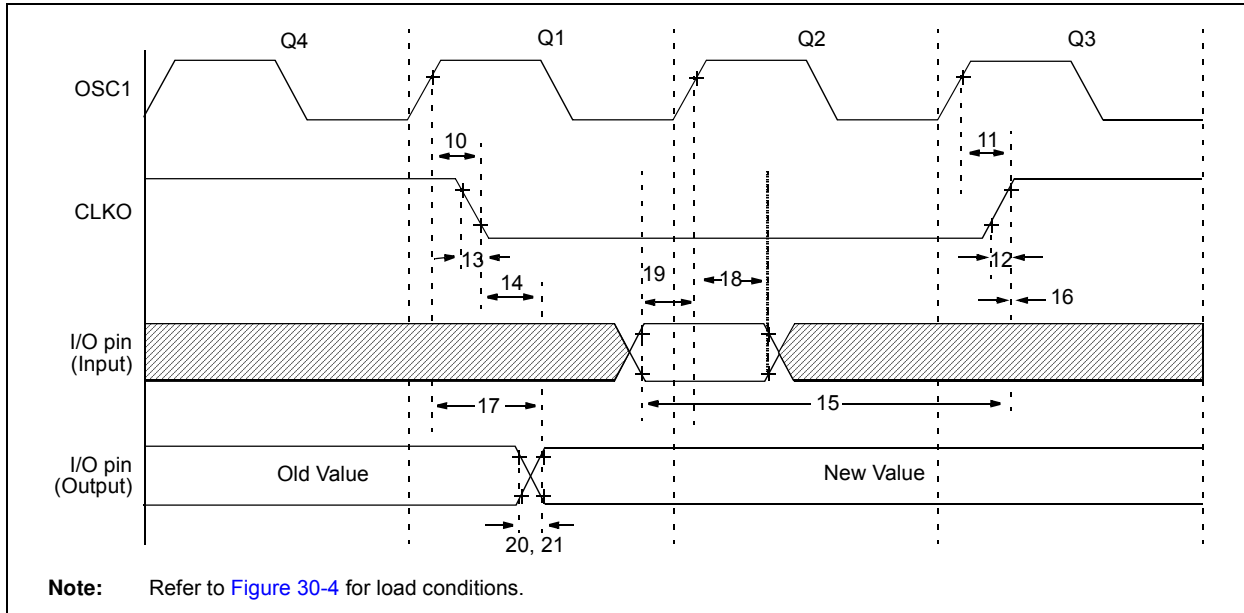 Q4 Q1 Q2 Q3
OSC1
10 11
CLKO
13 12
14 19 18 16
I/O pin
(Input)
17 15
I/O pin
(Output)
Old Value New Value
20, 21
Note: Refer to Figure 30-4 for load conditions.